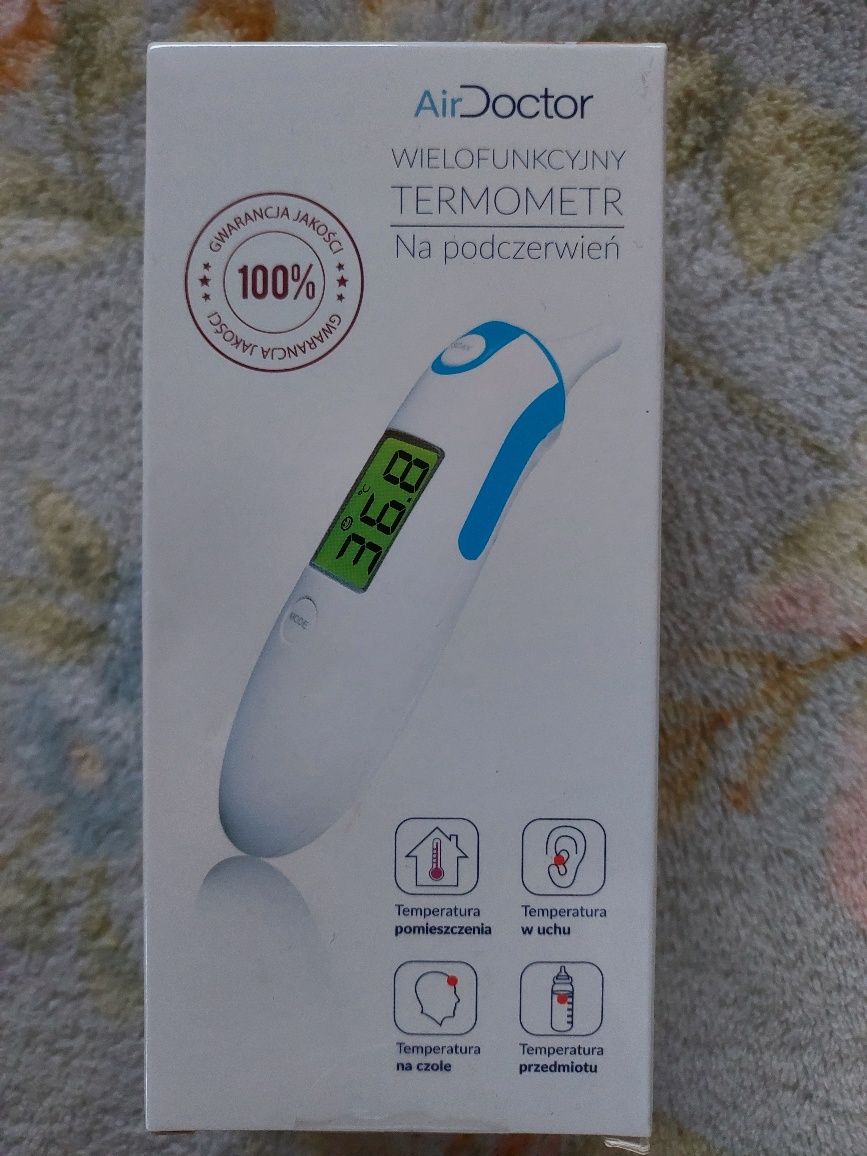 AirDoctor
WIELOFUNKCYJNY
TERMOMETR
Na podczerwień
GWARANCJA JAKOŚCI
100%
GWARANCJA JAKOŚCI
36.8
°C
MODE
Temperatura
pomieszczenia
Temperatura
w uchu
Temperatura
na czole
Temperatura
przedmiotu